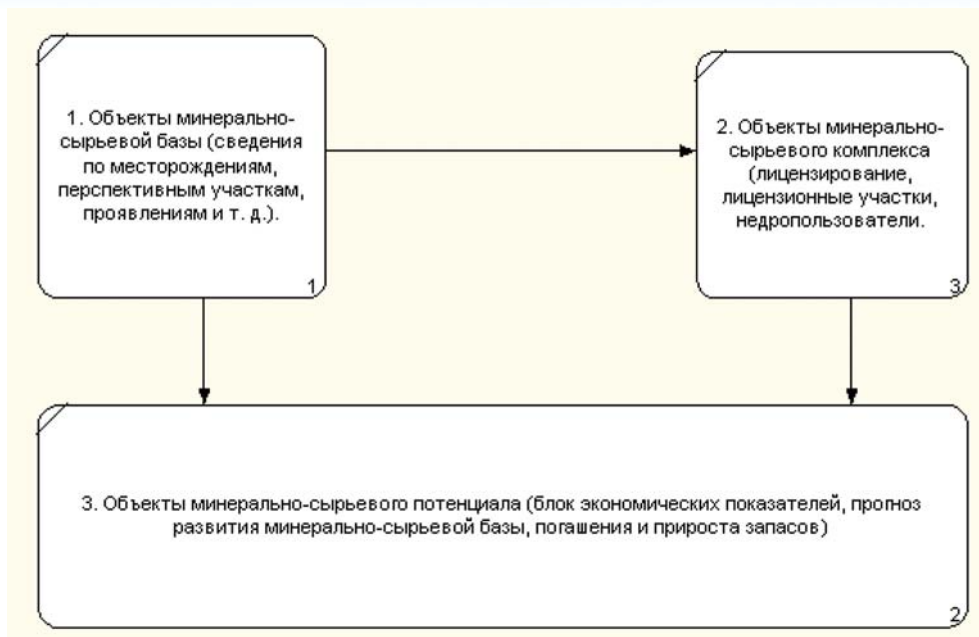 1. Объекты минерально-
сырьевой базы (сведения
по месторождениям,
перспективным участкам,
проявлениям и т. д.).
1
2. Объекты минерально-
сырьевого комплекса
(лицензирование,
лицензионные участки,
недропользователи.
3
3. Объекты минерально-сырьевого потенциала (блок экономических показателей, прогноз
развития минерально-сырьевой базы, погашения и прироста запасов)
2